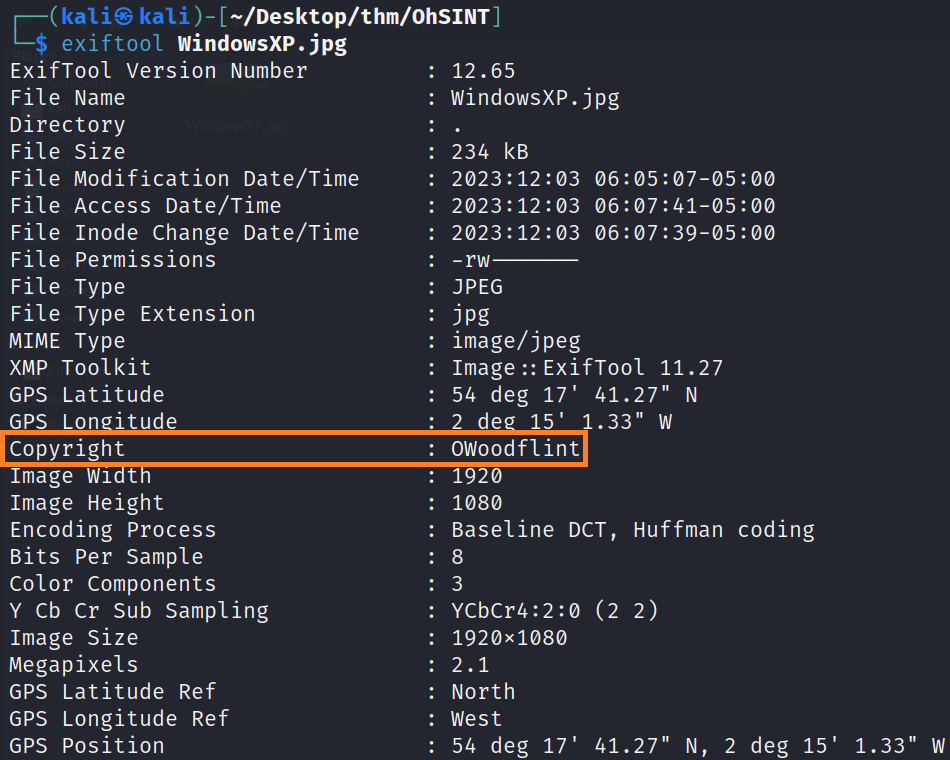 ┌──(kali㉿kali)-[~/Desktop/thm/OhSINT]
└─$ exiftool WindowsXP.jpg
ExifTool Version Number : 12.65
File Name : WindowsXP.jpg
Directory : .
File Size : 234 kB
File Modification Date/Time : 2023:12:03 06:05:07-05:00
File Access Date/Time : 2023:12:03 06:07:41-05:00
File Inode Change Date/Time : 2023:12:03 06:07:39-05:00
File Permissions : -rw-------
File Type : JPEG
File Type Extension : jpg
MIME Type : image/jpeg
XMP Toolkit : Image::ExifTool 11.27
GPS Latitude : 54 deg 17' 41.27" N
GPS Longitude : 2 deg 15' 1.33" W
Copyright : OWoodflint
Image Width : 1920
Image Height : 1080
Encoding Process : Baseline DCT, Huffman coding
Bits Per Sample : 8
Color Components : 3
Y Cb Cr Sub Sampling : YCbCr4:2:0 (2 2)
Image Size : 1920×1080
Megapixels : 2.1
GPS Latitude Ref : North
GPS Longitude Ref : West
GPS Position : 54 deg 17' 41.27" N, 2 deg 15' 1.33" W